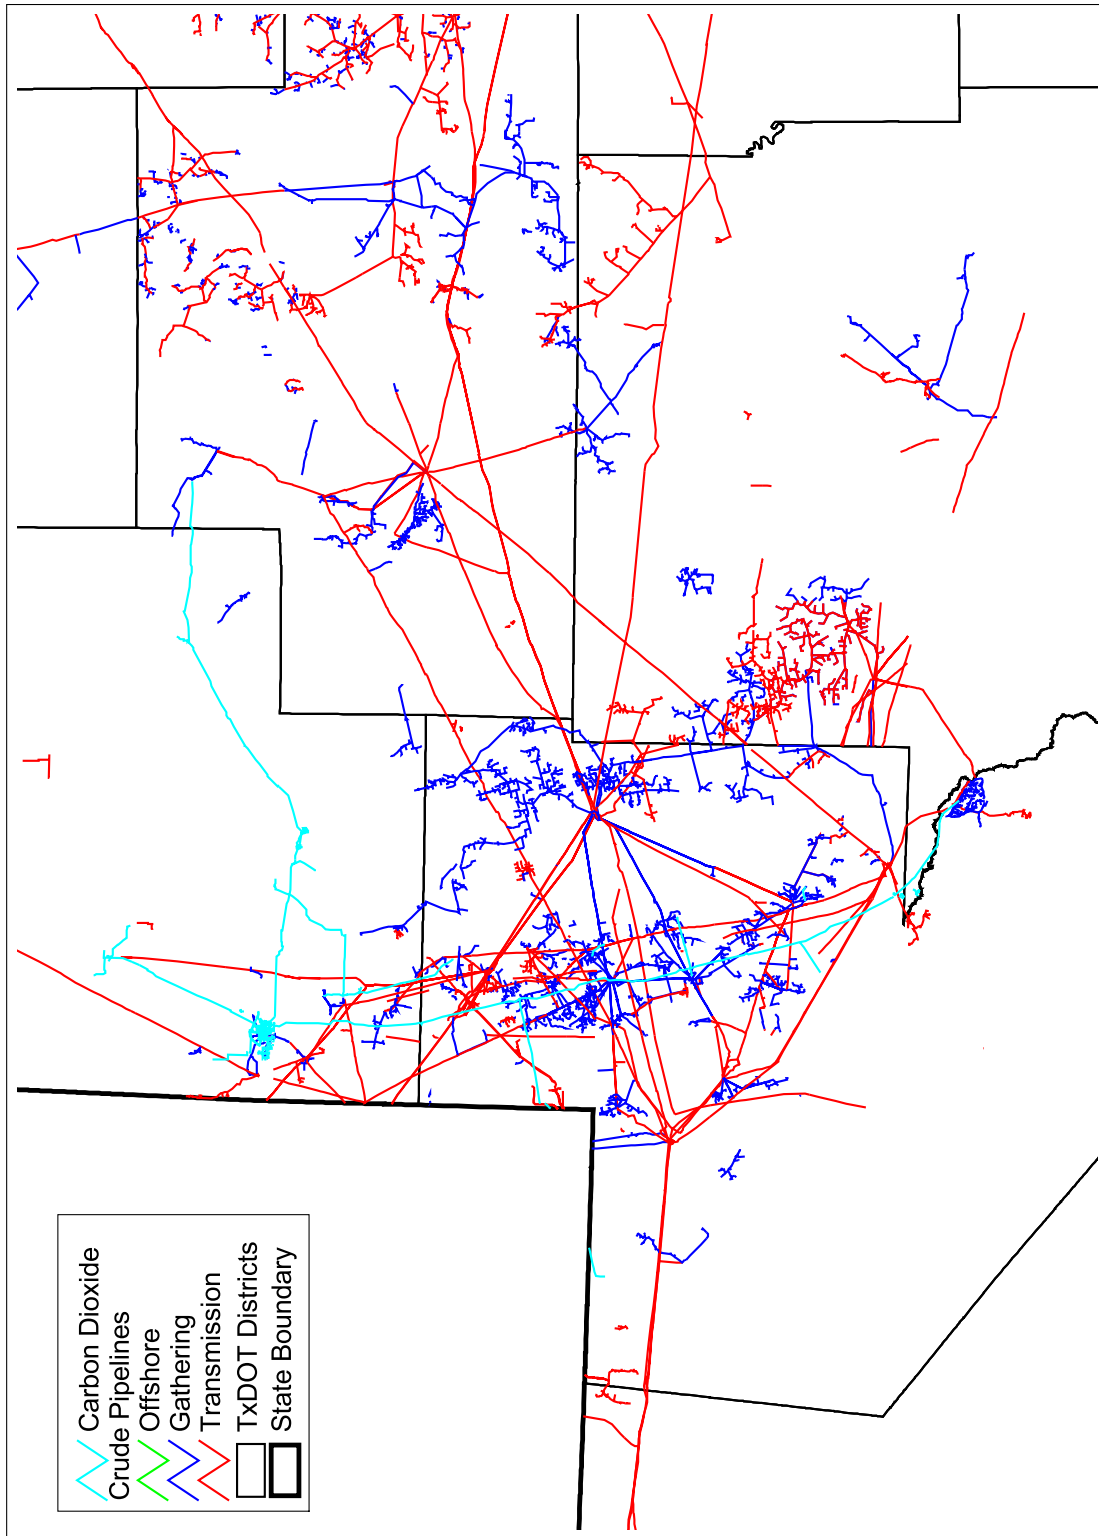 Carbon Dioxide
Crude Pipelines
Offshore
Gathering
Transmission
TxDOT Districts
State Boundary